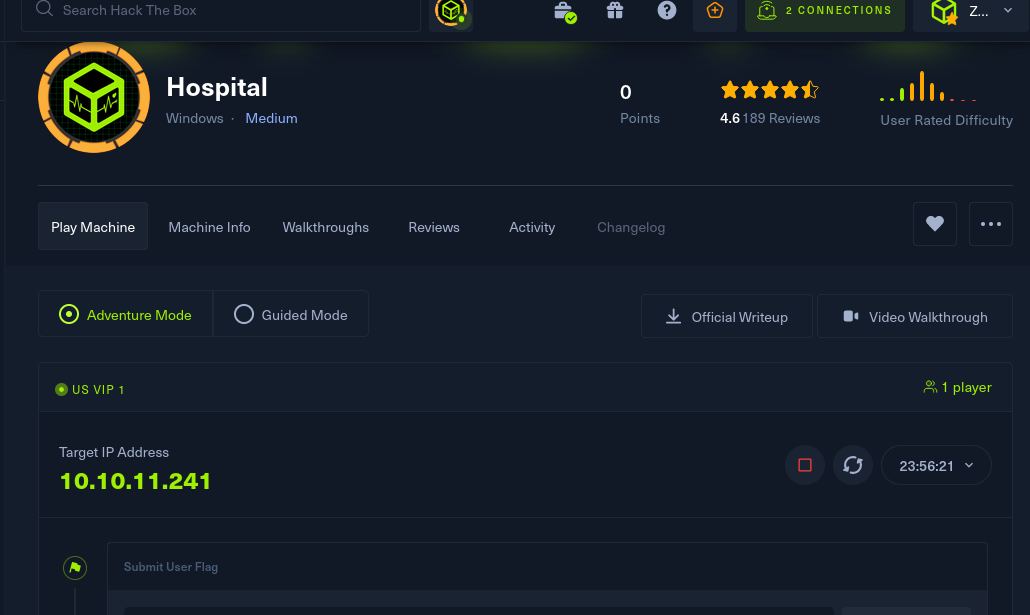 Search Hack The Box
2 CONNECTIONS
Z...
Hospital
Windows · Medium
0
Points
4.6 189 Reviews
User Rated Difficulty
Play Machine
Machine Info
Walkthroughs
Reviews
Activity
Changelog
Adventure Mode
Guided Mode
Official Writeup
Video Walkthrough
US VIP 1
1 player
Target IP Address
10.10.11.241
23:56:21
Submit User Flag